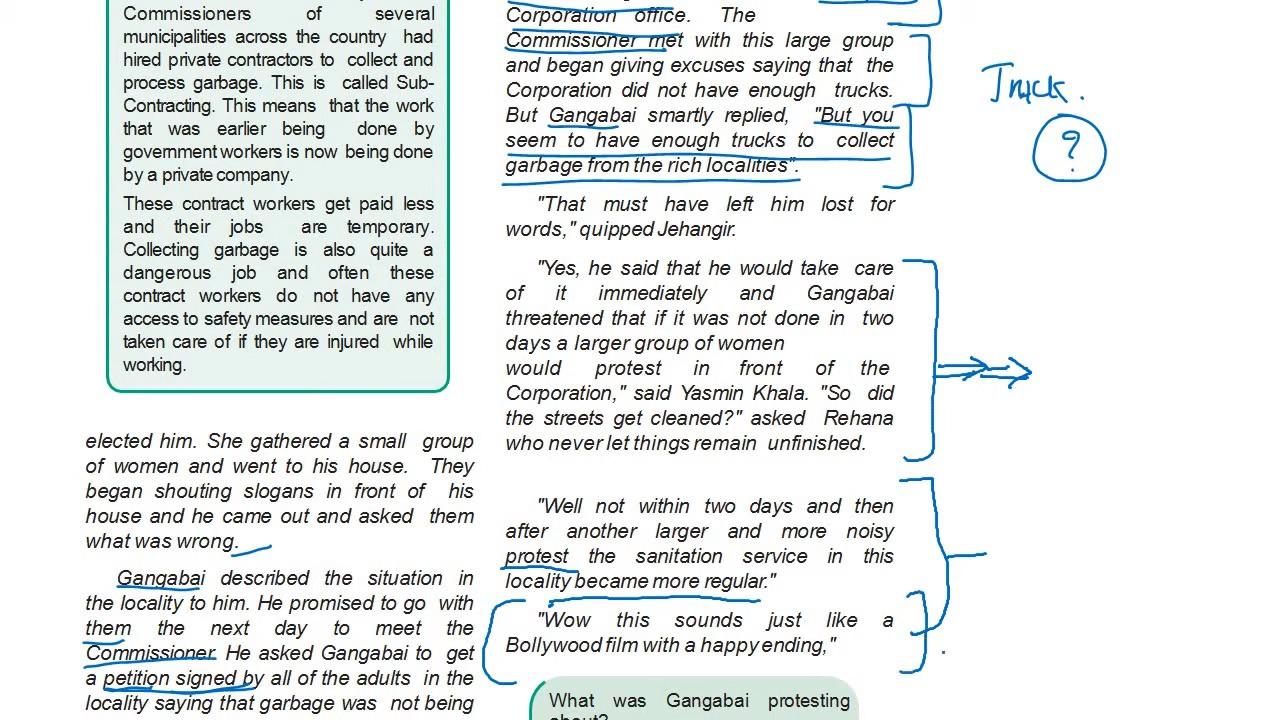 Commissioners of several
municipalities across the country had
hired private contractors to collect and
process garbage. This is called Sub-
Contracting. This means that the work
that was earlier being done by
government workers is now being done
by a private company.
These contract workers get paid less
and their jobs are temporary.
Collecting garbage is also quite a
dangerous job and often these
contract workers do not have any
access to safety measures and are not
taken care of if they are injured while
working.
elected him. She gathered a small group
of women and went to his house. They
began shouting slogans in front of his
house and he came out and asked them
what was wrong.
Gangabai described the situation in
the locality to him. He promised to go with
them the next day to meet the
Commissioner. He asked Gangabai to get
a petition signed by all of the adults in the
locality saying that garbage was not being
Corporation office. The
Commissioner met with this large group
and began giving excuses saying that the
Corporation did not have enough trucks.
But Gangabai smartly replied, "But you
seem to have enough trucks to collect
garbage from the rich localities".
"That must have left him lost for
words," quipped Jehangir.
"Yes, he said that he would take care
of it immediately and Gangabai
threatened that if it was not done in two
days a larger group of women
would protest in front of the
Corporation," said Yasmin Khala. "So did
the streets get cleaned?" asked Rehana
who never let things remain unfinished.
"Well not within two days and then
after another larger and more noisy
protest the sanitation service in this
locality became more regular."
"Wow this sounds just like a
Bollywood film with a happy ending,"
What was Gangabai protesting
about?
Truck.
?